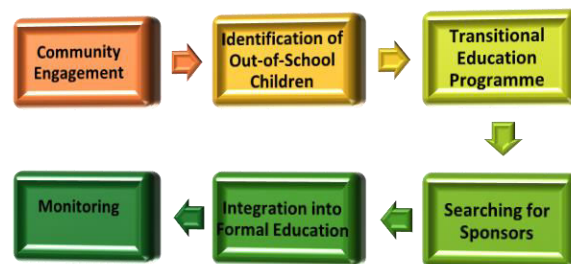 Community
Engagement
Identification of
Out-of-School
Children
Transitional
Education
Programme
Searching for
Sponsors
Integration into
Formal Education
Monitoring